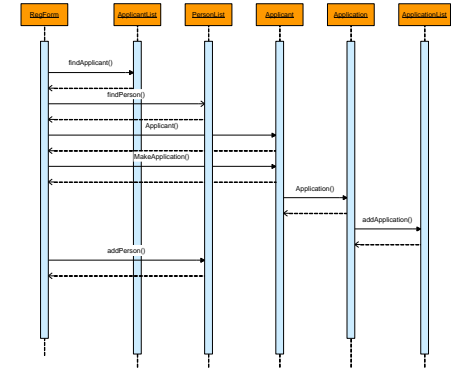 RegForm
ApplicantList
PersonList
Applicant
Application
ApplicationList
findApplicant()
findPerson()
Applicant()
MakeApplication()
Application()
addApplication()
addPerson()